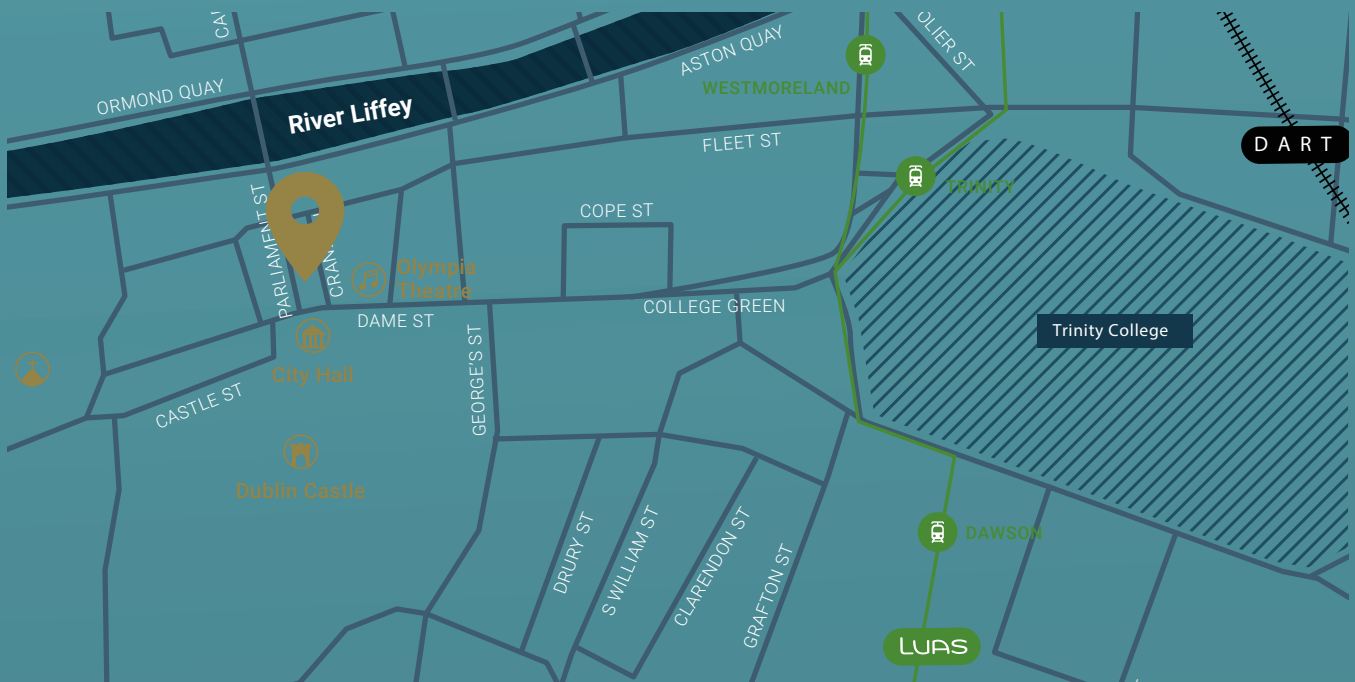 ORMOND QUAY
River Liffey
ASTON QUAY
OLIER ST
WESTMORELAND
FLEET ST
DART
TRINITY
PARLIAMENT ST
COPE ST
Olympia
Theatre
DAME ST
COLLEGE GREEN
Trinity College
City Hall
CASTLE ST
GEORGE'S ST
Dublin Castle
DRURY ST
S WILLIAM ST
CLARENDON ST
GRAFTON ST
DAWSON
LUAS